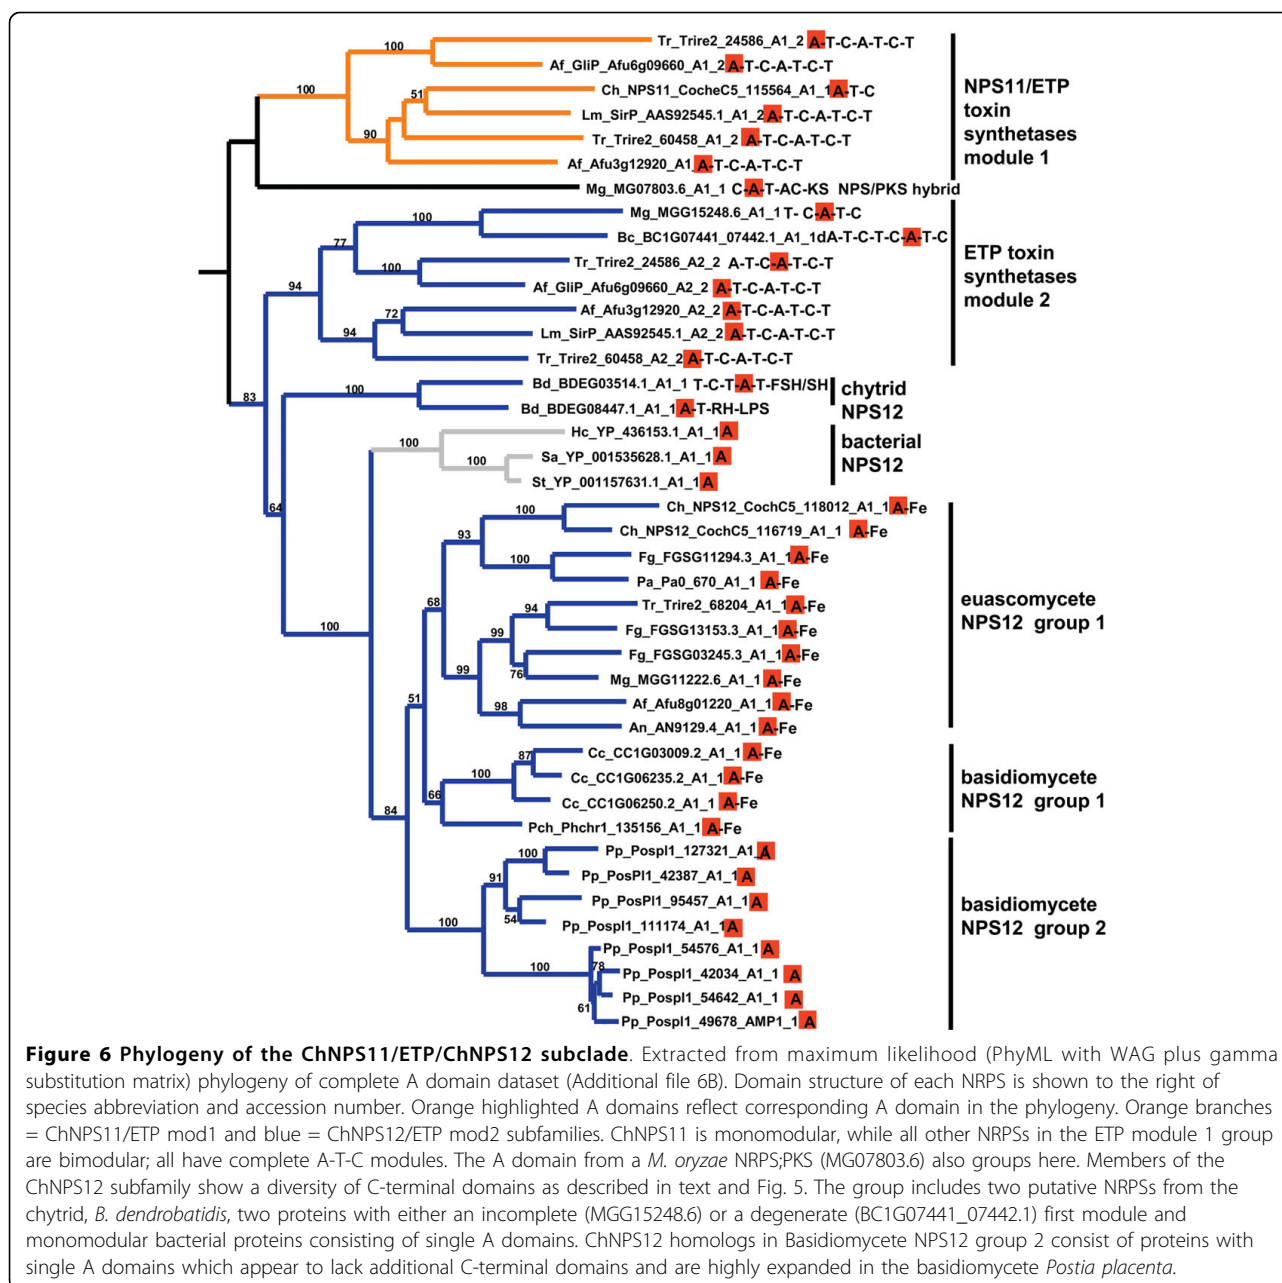 100
Tr_Trire2_24586_A1_2 A-T-C-A-T-C-T
Af_GliP_Afu6g09660_A1_2 A-T-C-A-T-C-T
100
51
Ch_NPS11_CocheC5_115564_A1_1 A-T-C
Lm_SirP_AAS92545.1_A1_2 A-T-C-A-T-C-T
90
Tr_Trire2_60458_A1_2 A-T-C-A-T-C-T
Af_Afu3g12920_A1 A-T-C-A-T-C-T
NPS11/ETP
toxin
synthetases
module 1
Mg_MG07803.6_A1_1 C-A-T-AC-KS NPS/PKS hybrid
Mg_MGG15248.6_A1_1 T- C-A-T-C
100
77
Bc_BC1G07441_07442.1_A1_1dA-T-C-T-C-A-T-C
Tr_Trire2_24586_A2_2 A-T-C-A-T-C-T
100
Af_GliP_Afu6g09660_A2_2 A-T-C-A-T-C-T
94
Af_Afu3g12920_A2_2 A-T-C-A-T-C-T
72
94
Lm_SirP_AAS92545.1_A2_2 A-T-C-A-T-C-T
Tr_Trire2_60458_A2_2 A-T-C-A-T-C-T
ETP toxin
synthetases
module 2
83
Bd_BDEG03514.1_A1_1 T-C-T-A-T-FSH/SH
100
Bd_BDEG08447.1_A1_1 A-T-RH-LPS
chytrid
NPS12
Hc_YP_436153.1_A1_1 A
100
Sa_YP_001535628.1_A1_1 A
100
St_YP_001157631.1_A1_1 A
bacterial
NPS12
64
Ch_NPS12_CochC5_118012_A1_1 A-Fe
100
Ch_NPS12_CochC5_116719_A1_1 A-Fe
93
Fg_FGSG11294.3_A1_1 A-Fe
100
Pa_Pa0_670_A1_1 A-Fe
68
Tr_Trire2_68204_A1_1 A-Fe
94
Fg_FGSG13153.3_A1_1 A-Fe
99
Fg_FGSG03245.3_A1_1 A-Fe
76
Mg_MGG11222.6_A1_1 A-Fe
99
Af_Afu8g01220_A1_1 A-Fe
98
An_AN9129.4_A1_1 A-Fe
euascomycete
NPS12 group 1
100
51
Cc_CC1G03009.2_A1_1 A-Fe
87
Cc_CC1G06235.2_A1_1 A-Fe
100
Cc_CC1G06250.2_A1_1 A-Fe
66
Pch_Phchr1_135156_A1_1 A-Fe
basidiomycete
NPS12 group 1
84
Pp_Pospl1_127321_A1_1 A
100
Pp_PosPl1_42387_A1_1 A
91
Pp_PosPl1_95457_A1_1 A
54
Pp_Pospl1_111174_A1_1 A
100
Pp_Pospl1_54576_A1_1 A
100
78
Pp_Pospl1_42034_A1_1 A
Pp_Pospl1_54642_A1_1 A
61
Pp_Pospl1_49678_AMP1_1 A
basidiomycete
NPS12 group 2
Figure 6 Phylogeny of the ChNPS11/ETP/ChNPS12 subclade. Extracted from maximum likelihood (PhyML with WAG plus gamma
substitution matrix) phylogeny of complete A domain dataset (Additional file 6B). Domain structure of each NRPS is shown to the right of
species abbreviation and accession number. Orange highlighted A domains reflect corresponding A domain in the phylogeny. Orange branches
= ChNPS11/ETP mod1 and blue = ChNPS12/ETP mod2 subfamilies. ChNPS11 is monomodular, while all other NRPSs in the ETP module 1 group
are bimodular; all have complete A-T-C modules. The A domain from a M. oryzae NRPS;PKS (MG07803.6) also groups here. Members of the
ChNPS12 subfamily show a diversity of C-terminal domains as described in text and Fig. 5. The group includes two putative NRPSs from the
chytrid, B. dendrobatidis, two proteins with either an incomplete (MGG15248.6) or a degenerate (BC1G07441_07442.1) first module and
monomodular bacterial proteins consisting of single A domains. ChNPS12 homologs in Basidiomycete NPS12 group 2 consist of proteins with
single A domains which appear to lack additional C-terminal domains and are highly expanded in the basidiomycete Postia placenta.